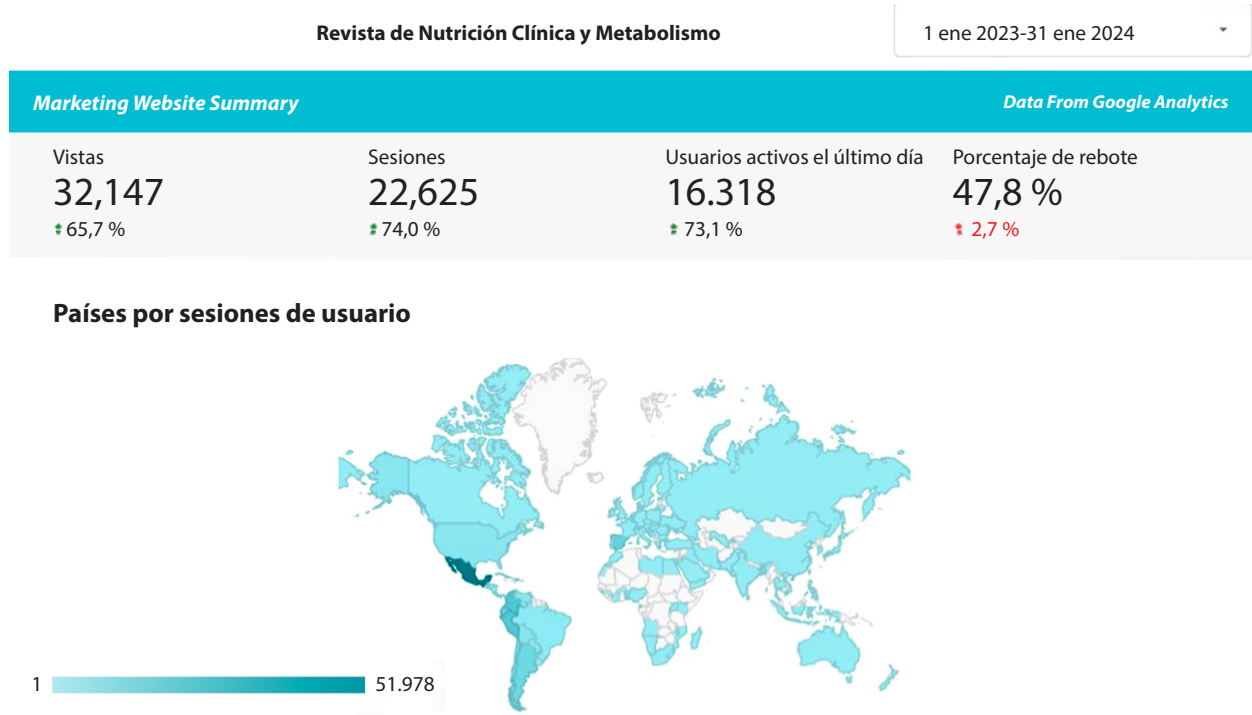 Revista de Nutrición Clínica y Metabolismo
1 ene 2023-31 ene 2024
Marketing Website Summary
Data From Google Analytics
Vistas
32,147
65,7 %
Sesiones
22,625
74,0 %
Usuarios activos el último día
16.318
73,1 %
Porcentaje de rebote
47,8 %
2,7 %
Países por sesiones de usuario
1
51.978